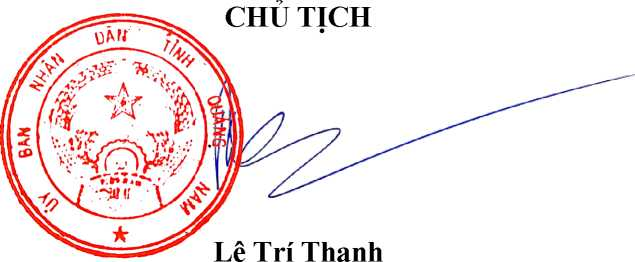 CHỦ TỊCH
ỦY BAN NHÂN DÂN TỈNH QUẢNG NAM
Lê Trí Thanh